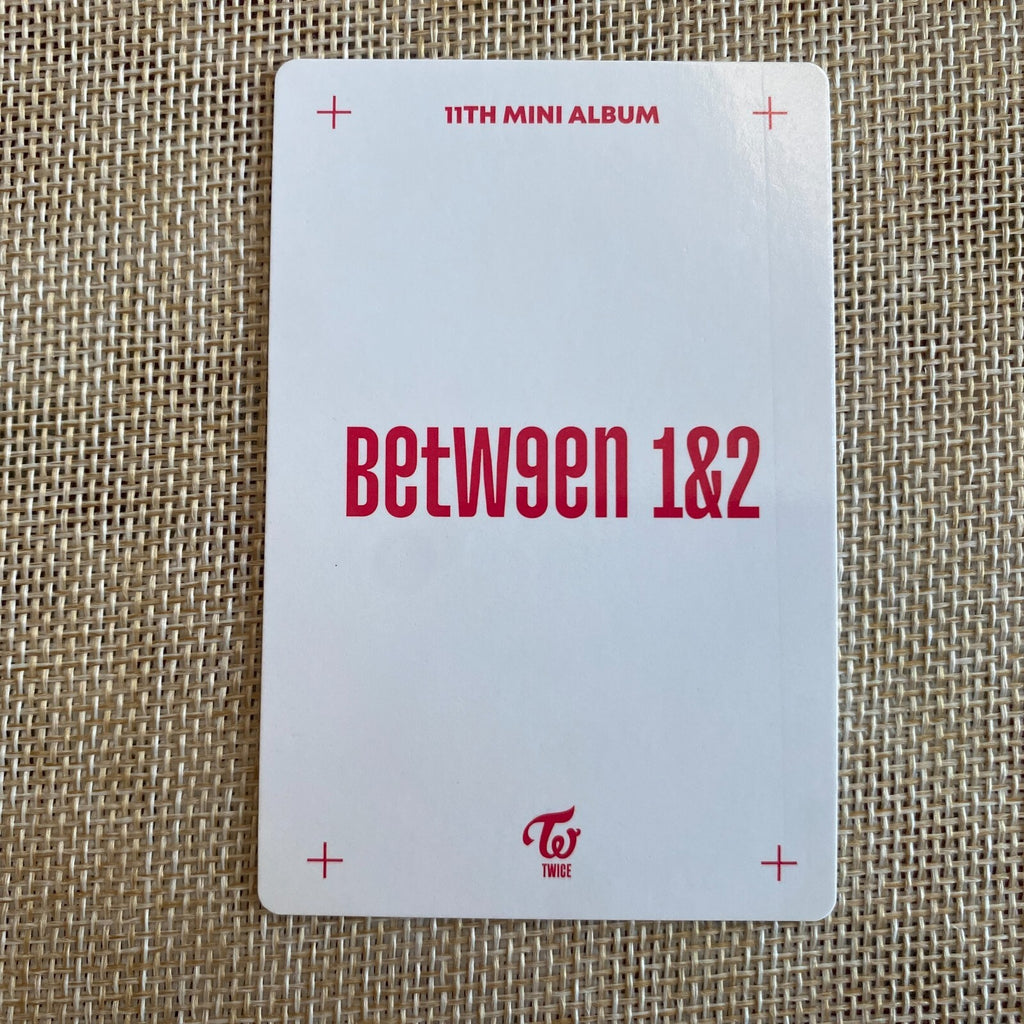 11TH MINI ALBUM
BetW9en 1&2
TWICE